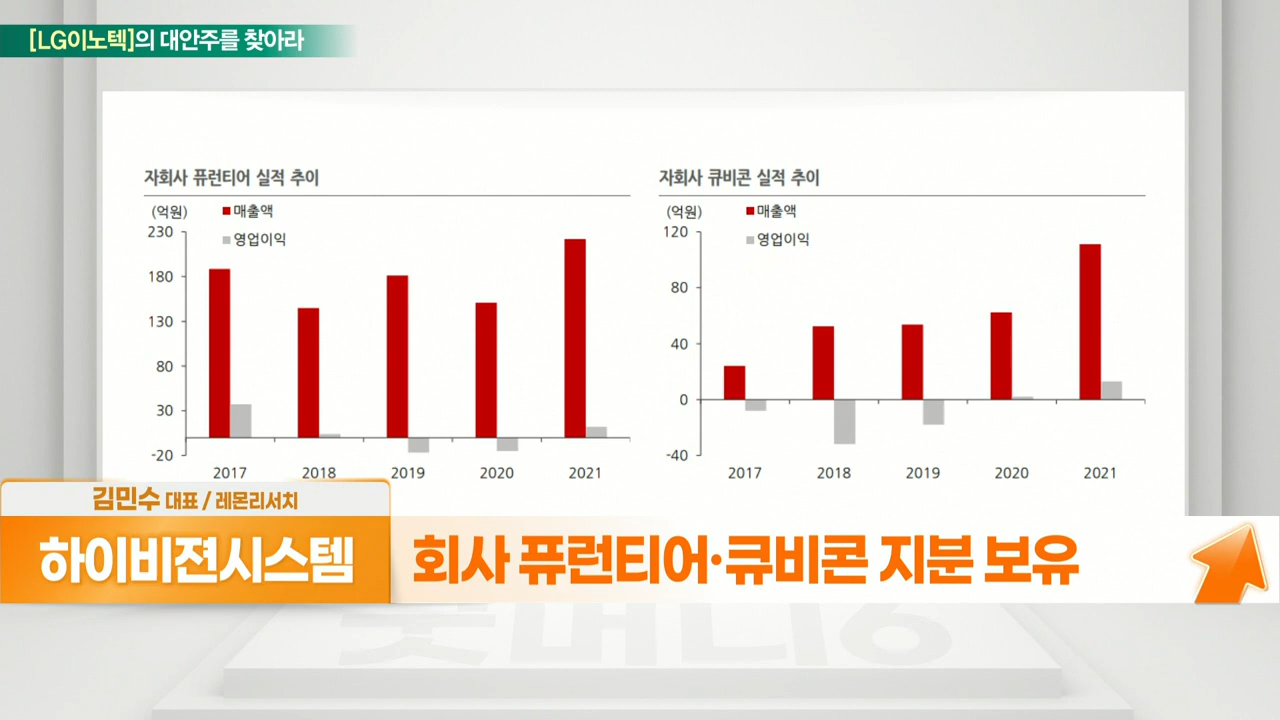 [LG이노텍]의 대안주를 찾아라
자회사 퓨런티어 실적 추이
(억원)
매출액
영업이익
230
180
130
80
30
-20
2017 2018 2019 2020 2021
자회사 큐비콘 실적 추이
(억원)
매출액
영업이익
120
80
40
0
-40
2017 2018 2019 2020 2021
김민수 대표 / 레몬리서치
하이비젼시스템
회사 퓨런티어·큐비콘 지분 보유
굿머니6